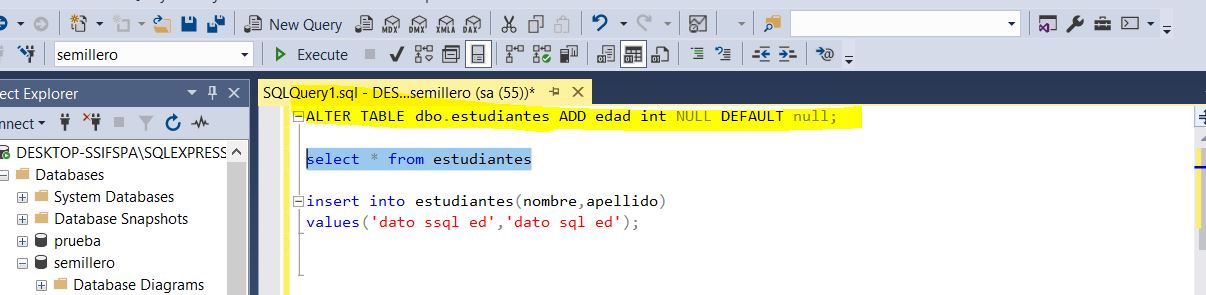 New Query
MDX
DMX
XMLA
DAX
semillero
Execute
ect Explorer
SQLQuery1.sql - DES...semillero (sa (55))*
nnect
ALTER TABLE dbo.estudiantes ADD edad int NULL DEFAULT null;
DESKTOP-SSIFSPA\SQLEXPRESS
select * from estudiantes
Databases
System Databases
insert into estudiantes(nombre,apellido)
Database Snapshots
values('dato ssql ed','dato sql ed');
prueba
semillero
Database Diagrams